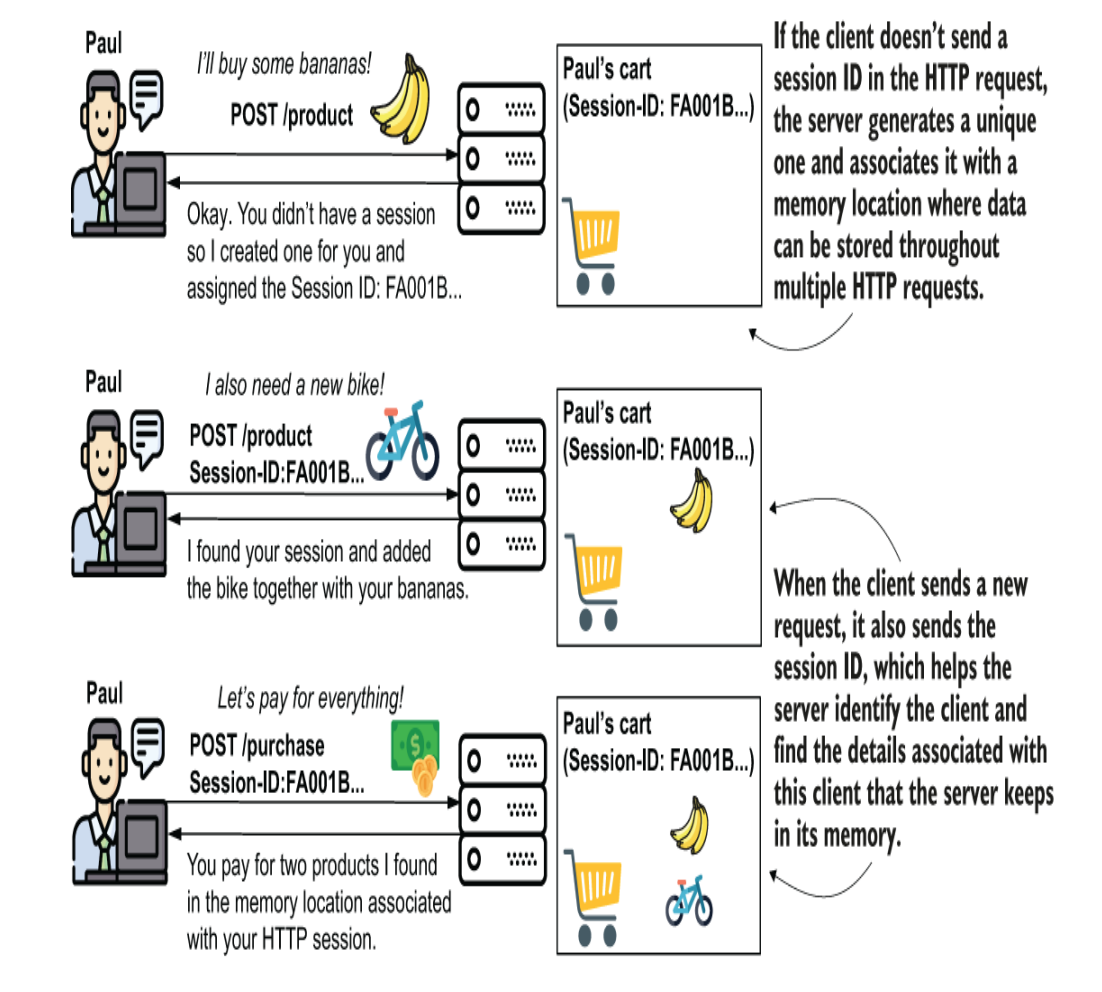 Paul
I'll buy some bananas!
POST /product
Okay. You didn't have a session
so I created one for you and
assigned the Session ID: FA001B...
Paul's cart
(Session-ID: FA001B...)
If the client doesn't send a
session ID in the HTTP request,
the server generates a unique
one and associates it with a
memory location where data
can be stored throughout
multiple HTTP requests.
Paul
I also need a new bike!
POST /product
Session-ID:FA001B...
I found your session and added
the bike together with your bananas.
Paul's cart
(Session-ID: FA001B...)
When the client sends a new
request, it also sends the
session ID, which helps the
server identify the client and
find the details associated with
this client that the server keeps
in its memory.
Paul
Let's pay for everything!
POST /purchase
Session-ID:FA001B...
$
You pay for two products I found
in the memory location associated
with your HTTP session.
Paul's cart
(Session-ID: FA001B...)